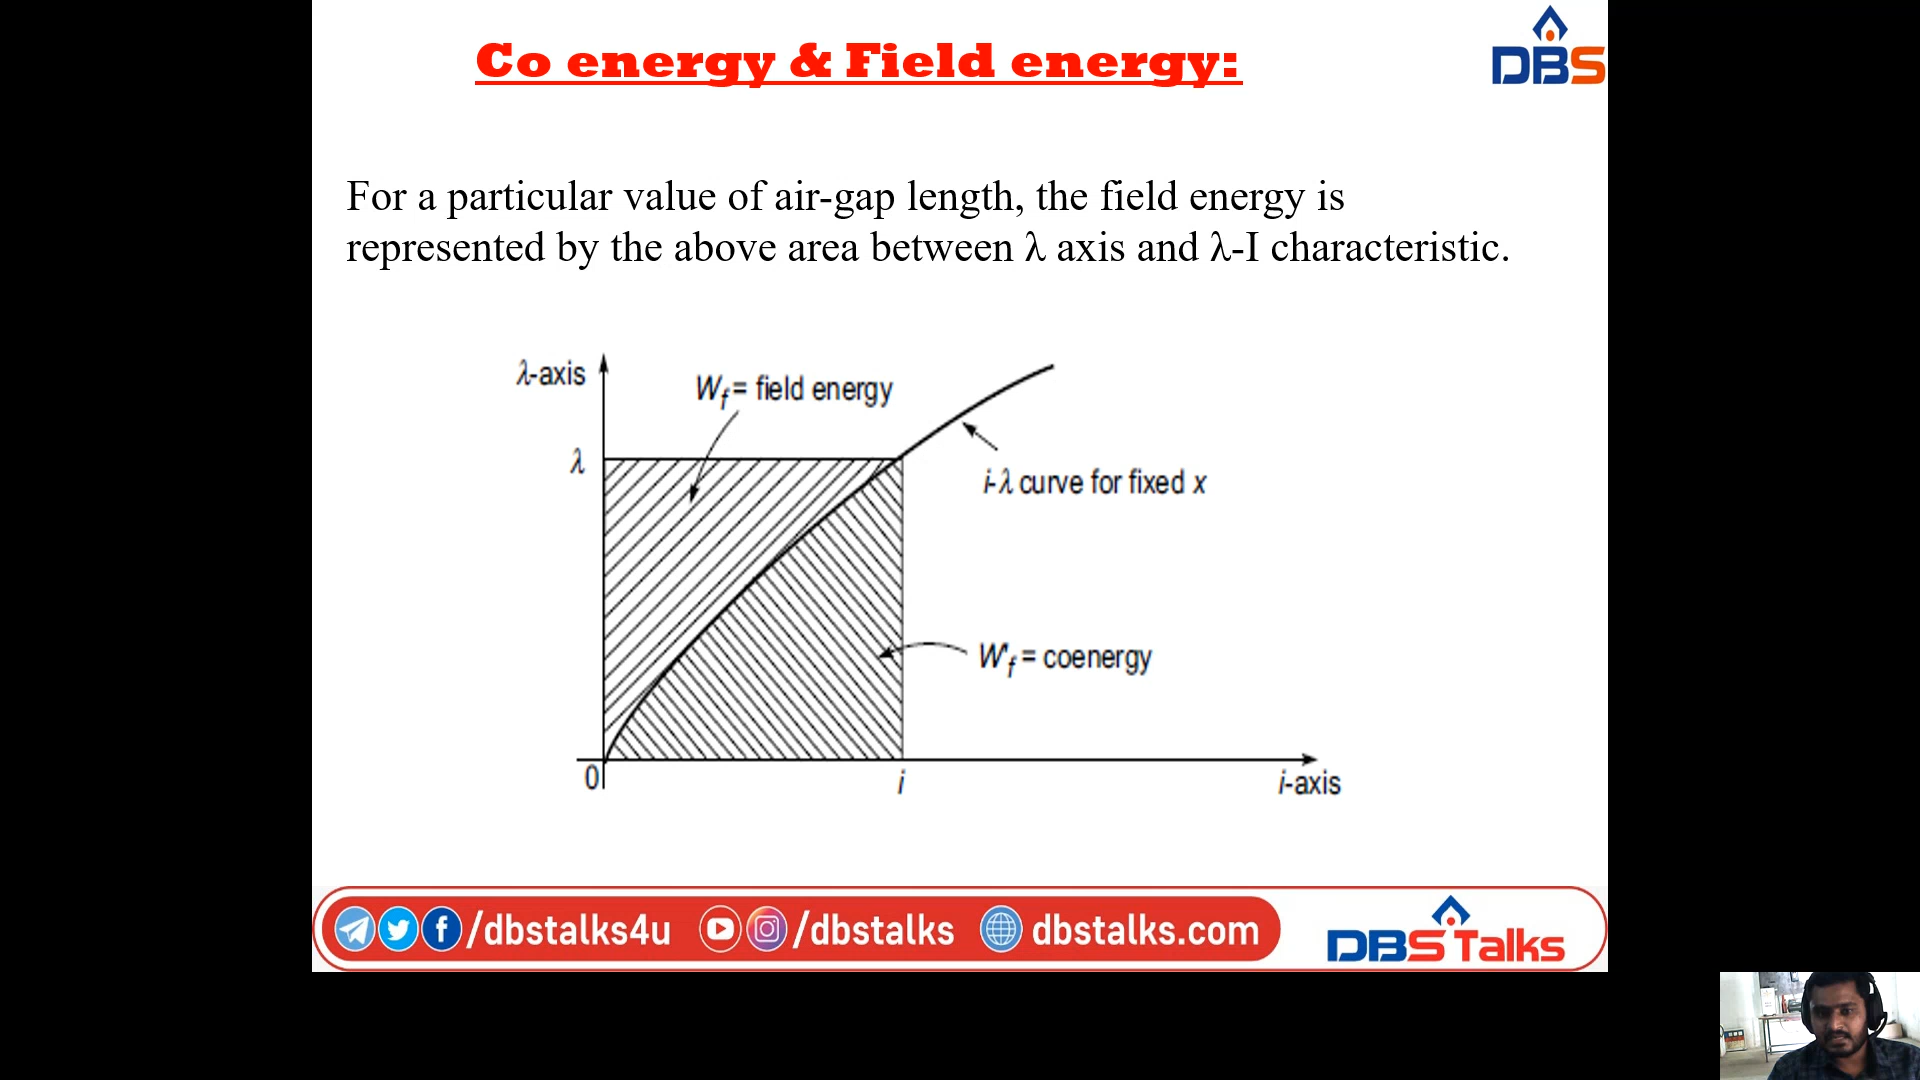 Co energy & Field energy:
DBS
For a particular value of air-gap length, the field energy is
represented by the above area between λ axis and λ-I characteristic.
λ-axis
Wf = field energy
λ
i-λ curve for fixed x
W'f = coenergy
0
i
i-axis
/dbstalks4u /dbstalks dbstalks.com
DBS Talks